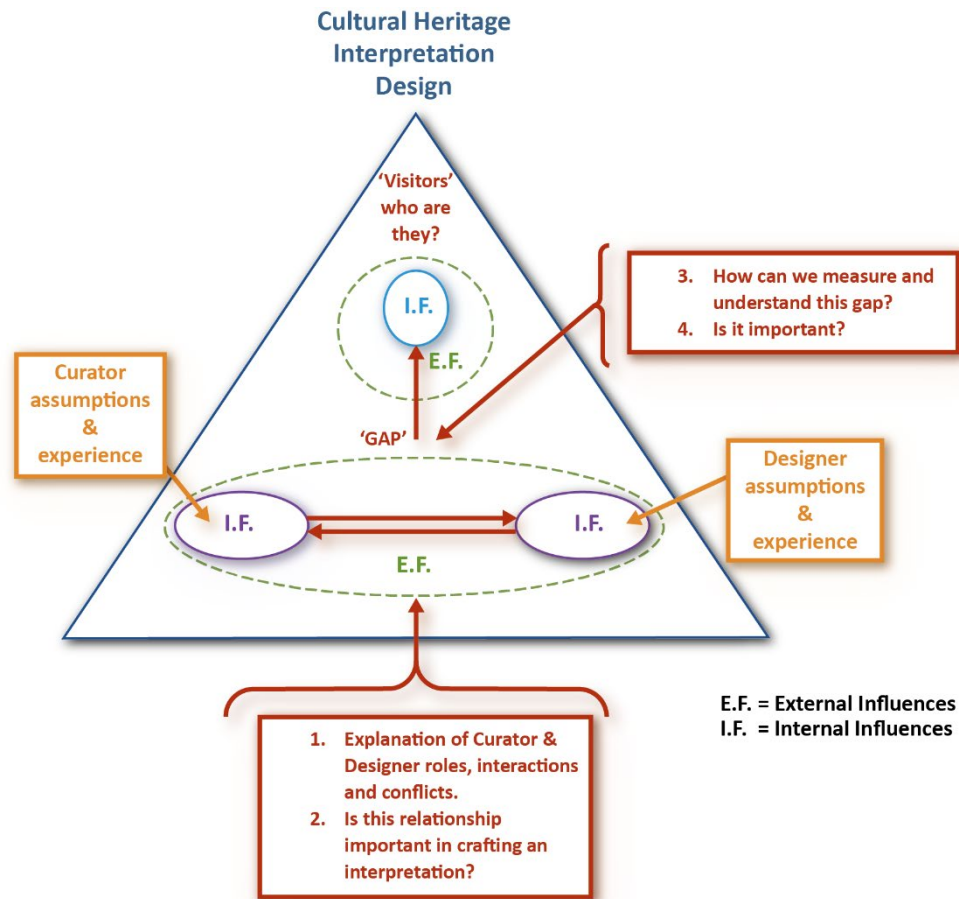 Cultural Heritage
Interpretation
Design
‘Visitors’
who are
they?
I.F.
E.F.
3. How can we measure and
understand this gap?
4. Is it important?
Curator
assumptions
&
experience
‘GAP’
Designer
assumptions
&
experience
I.F.
I.F.
E.F.
1. Explanation of Curator &
Designer roles, interactions
and conflicts.
2. Is this relationship
important in crafting an
interpretation?
E.F. = External Influences
I.F. = Internal Influences